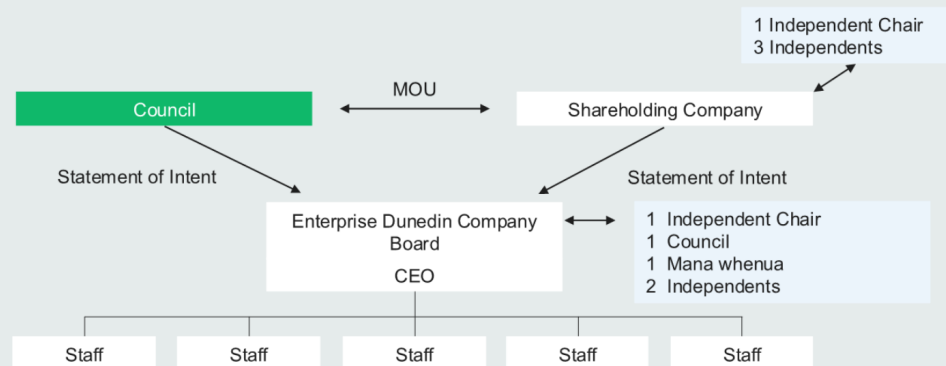 1 Independent Chair
3 Independents
MOU
Council
Shareholding Company
Statement of Intent
Statement of Intent
Enterprise Dunedin Company
Board
CEO
1 Independent Chair
1 Council
1 Mana whenua
2 Independents
Staff
Staff
Staff
Staff
Staff